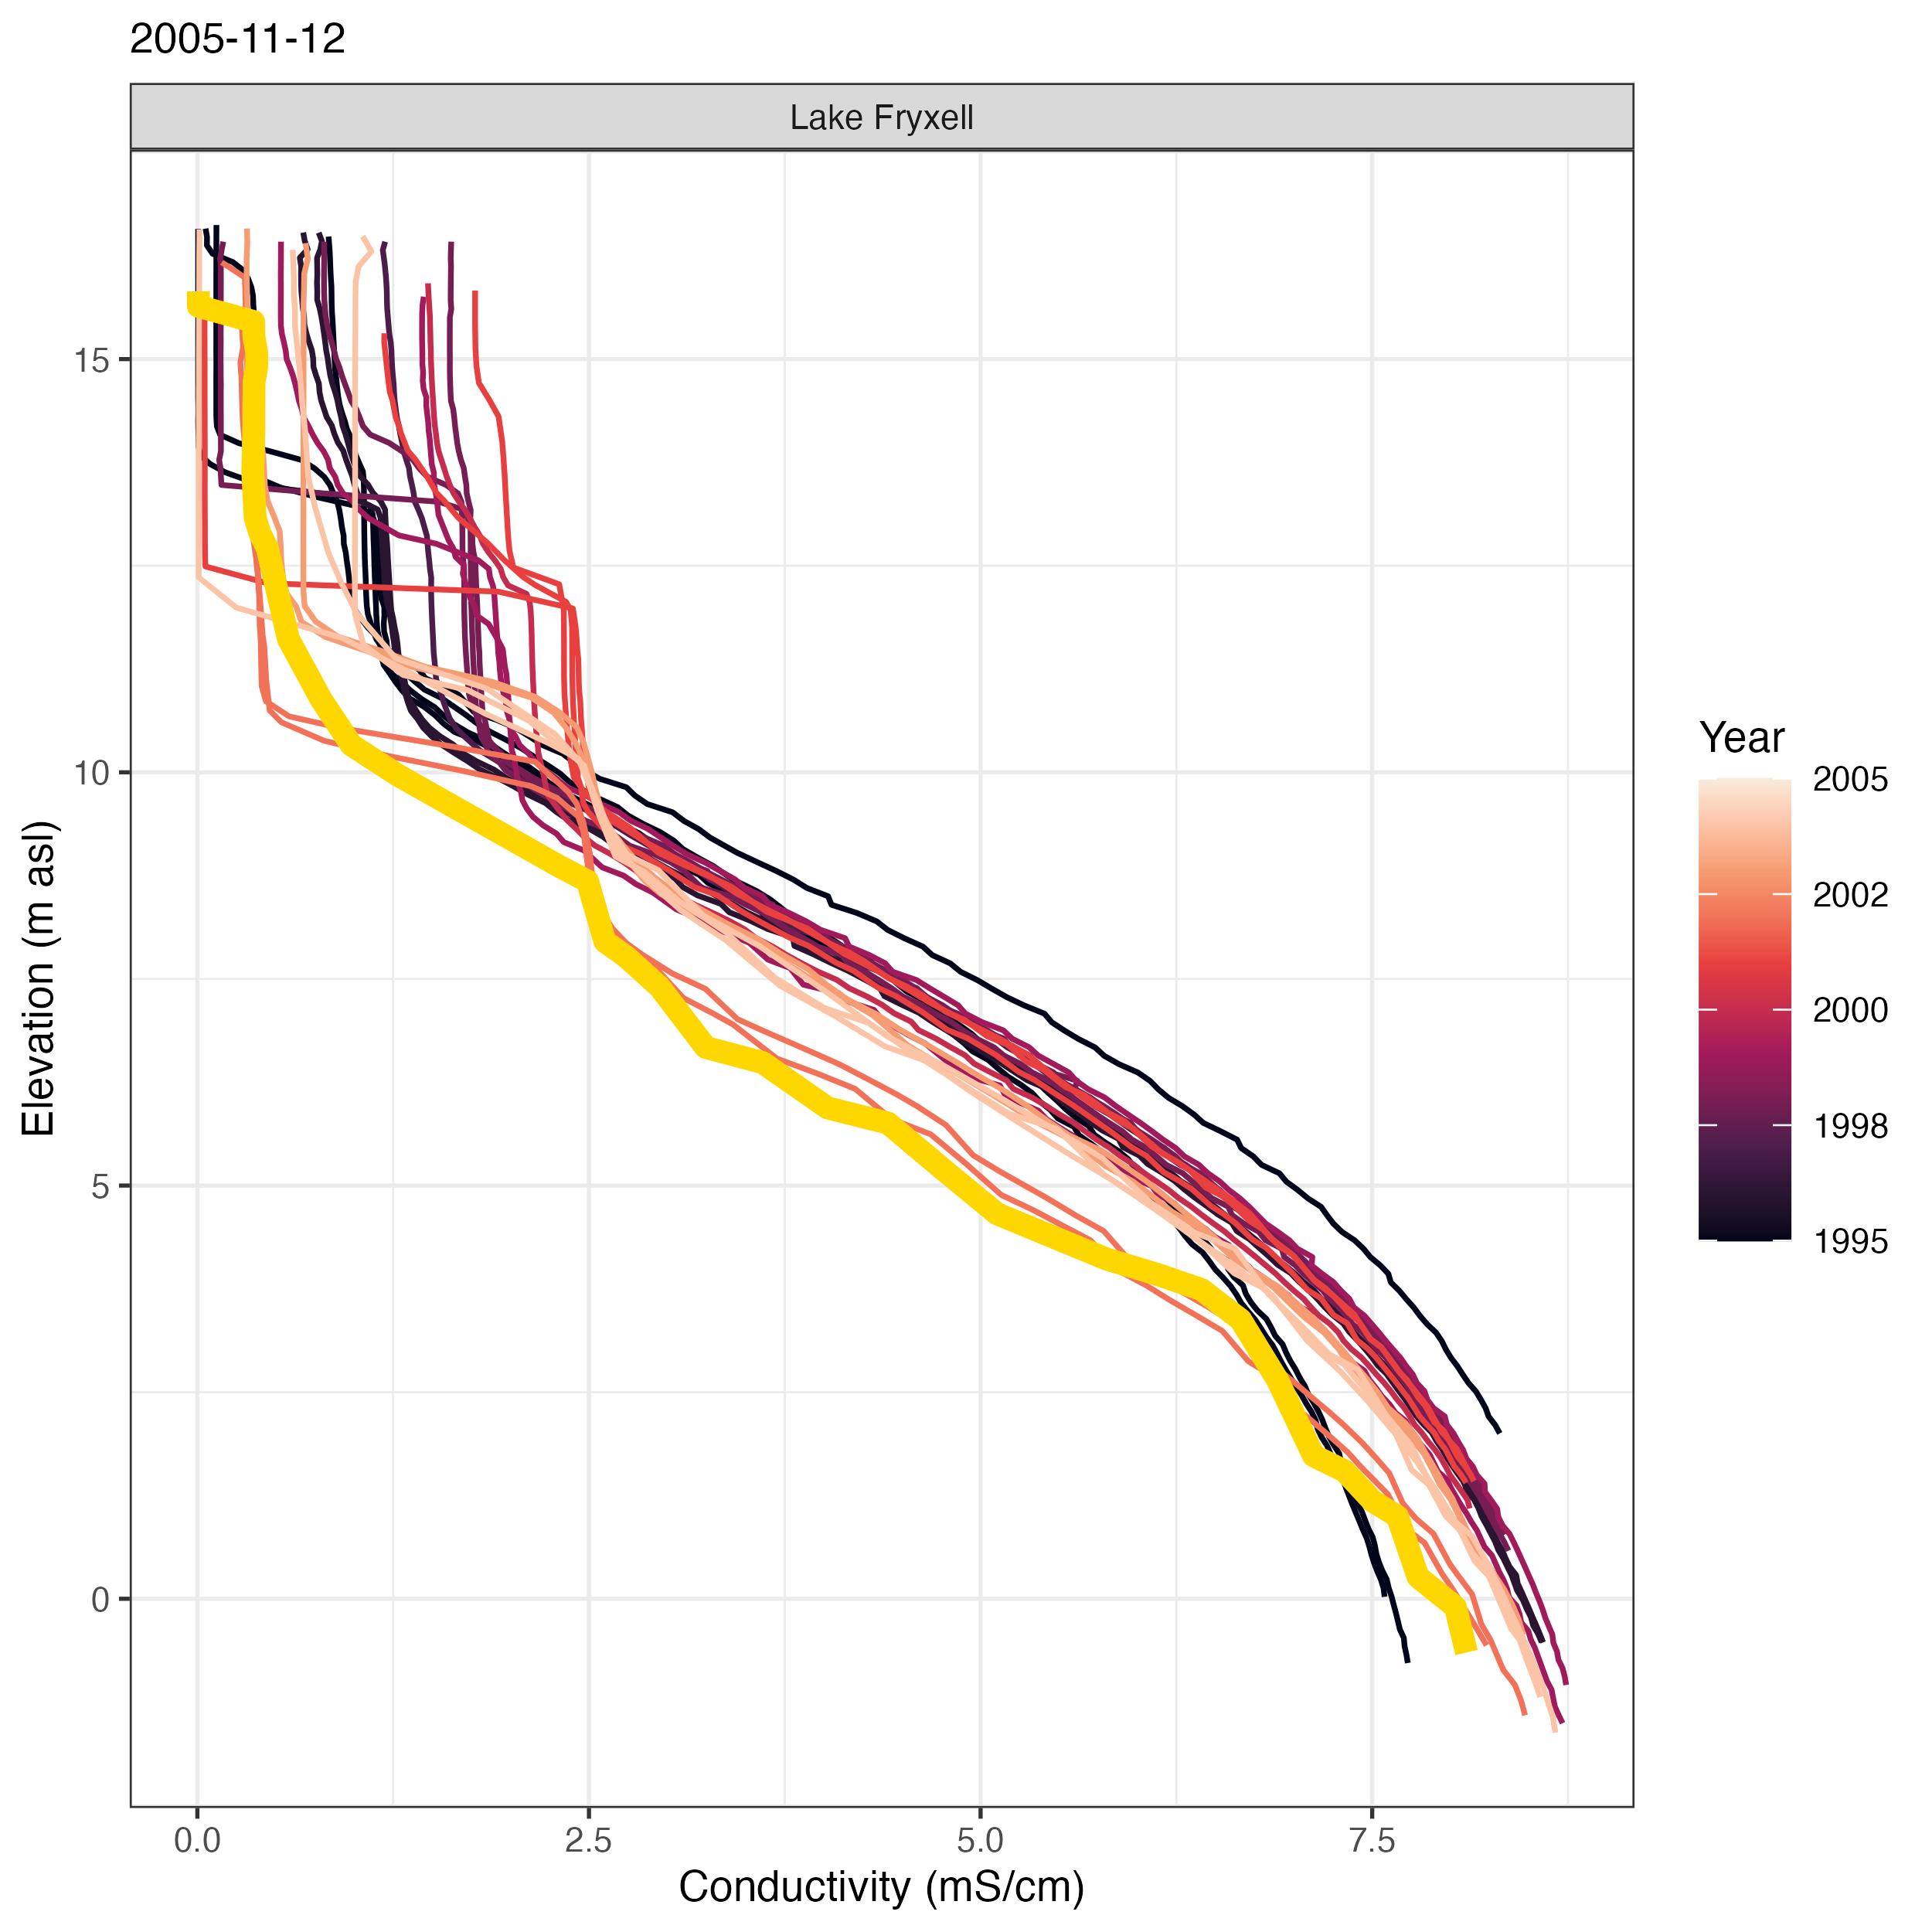 2005-11-12
Lake Fryxell
15
10
5
0
Elevation (m asl)
0.0 2.5 5.0 7.5
Conductivity (mS/cm)
Year
2005
2002
2000
1998
1995